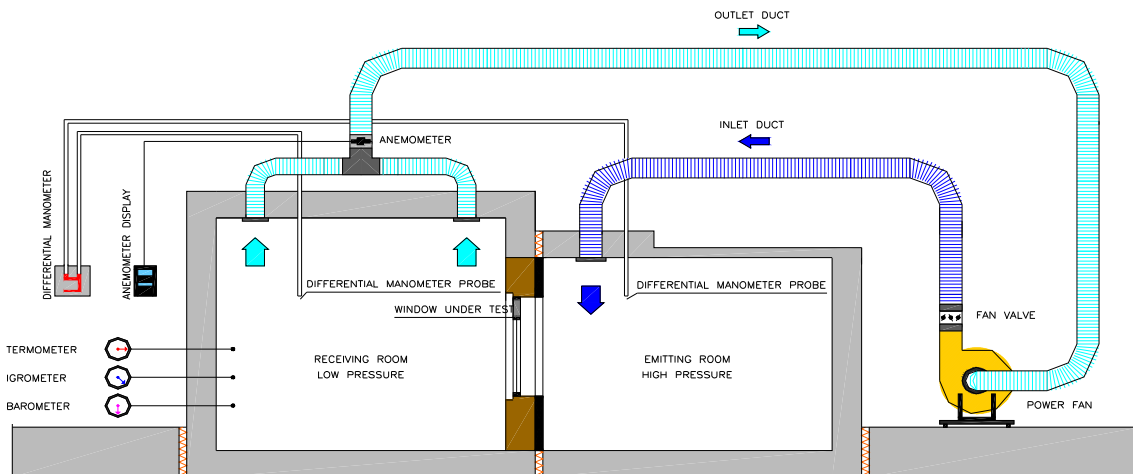 OUTLET DUCT
INLET DUCT
ANEMOMETER
DIFFERENTIAL MANOMETER
ANEMOMETER DISPLAY
DIFFERENTIAL MANOMETER PROBE
DIFFERENTIAL MANOMETER PROBE
WINDOW UNDER TEST
FAN VALVE
TERMOMETER
RECEIVING ROOM
LOW PRESSURE
EMITTING ROOM
HIGH PRESSURE
IGROMETER
BAROMETER
POWER FAN